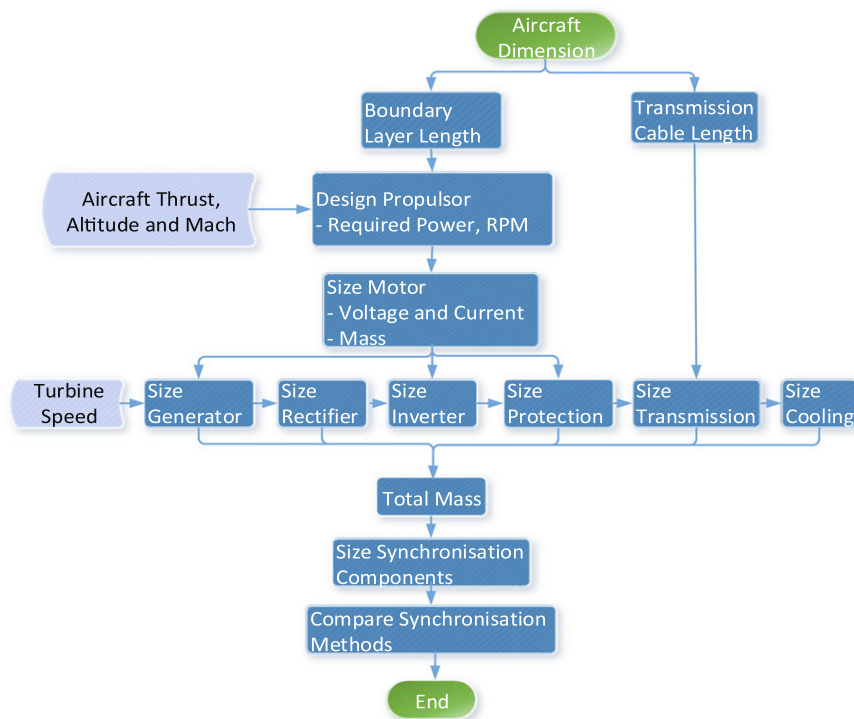 Aircraft
Dimension
Boundary
Layer Length
Transmission
Cable Length
Aircraft Thrust,
Altitude and Mach
Design Propulsor
- Required Power, RPM
Size Motor
- Voltage and Current
- Mass
Turbine
Speed
Size
Generator
Size
Rectifier
Size
Inverter
Size
Protection
Size
Transmission
Size
Cooling
Total Mass
Size Synchronisation
Components
Compare Synchronisation
Methods
End